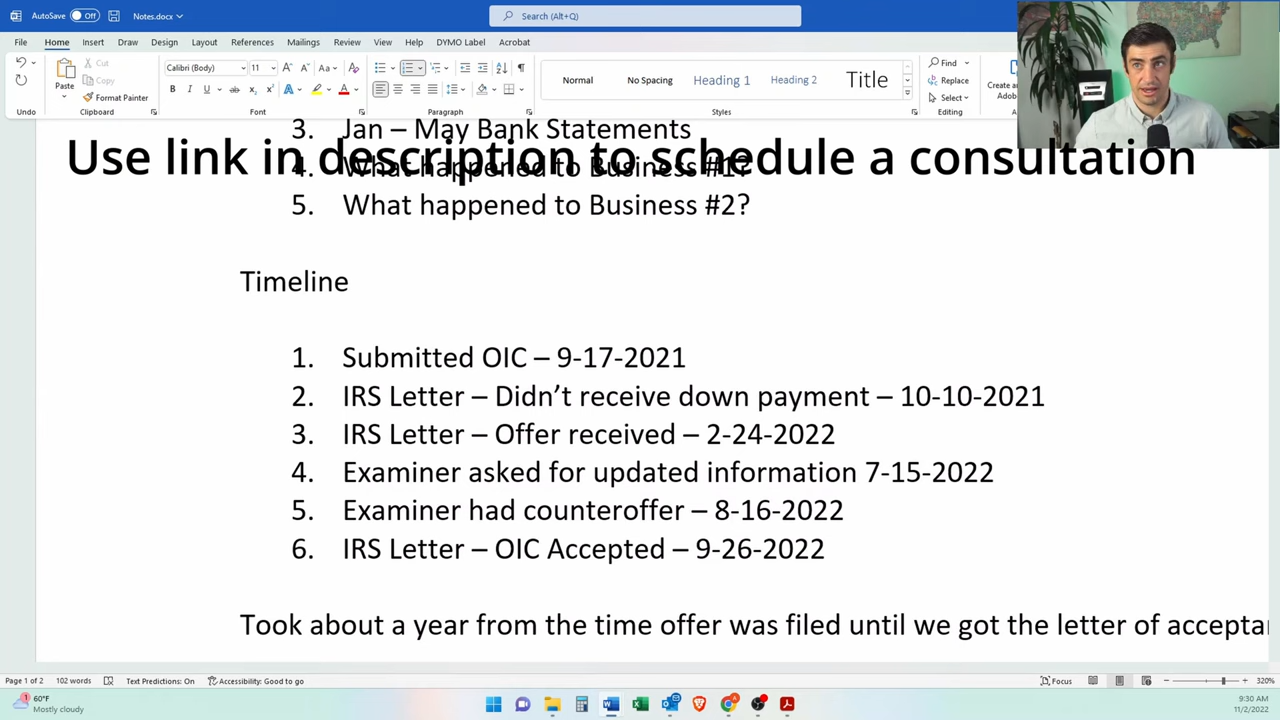 AutoSave Off Notes.docx Search (Alt+Q)
File Home Insert Draw Design Layout References Mailings Review View Help DYMO Label Acrobat
Paste Cut Copy Format Painter
Calibri (Body) 11 Aa
B I U ab x x A A
Normal No Spacing Heading 1 Heading 2 Title
Find Replace Select
Create an
Adob
Undo Clipboard Font Paragraph Styles Editing
3. Jan – May Bank Statements
Use link in description to schedule a consultation
4. What happened to Business #1?
5. What happened to Business #2?
Timeline
1. Submitted OIC – 9-17-2021
2. IRS Letter – Didn’t receive down payment – 10-10-2021
3. IRS Letter – Offer received – 2-24-2022
4. Examiner asked for updated information 7-15-2022
5. Examiner had counteroffer – 8-16-2022
6. IRS Letter – OIC Accepted – 9-26-2022
Took about a year from the time offer was filed until we got the letter of accepta
Page 1 of 2 102 words Text Predictions: On Accessibility: Good to go Focus 320%
60°F
Mostly cloudy
9:30 AM
11/2/2022